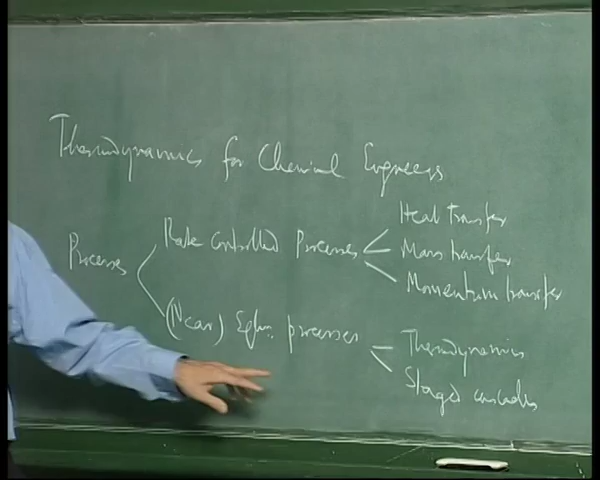 Thermodynamics for Chemical Engineers
Processes
Rate controlled Processes
Heat Transfer
Mass transfer
Momentum transfer
(Near) Eqlm. processes
Thermodynamics
Staged cascades